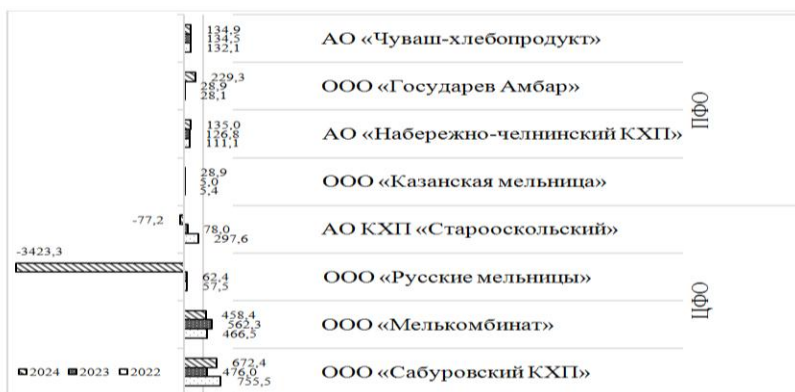 134,9
134,5
132,1
АО «Чуваш-хлебопродукт»
229,3
28,9
28,1
ООО «Государев Амбар»
135,0
126,8
111,1
АО «Набережно-челнинский КХП»
ПФО
28,9
5,0
5,4
ООО «Казанская мельница»
-77,2
78,0
297,6
АО КХП «Старооскольский»
-3423,3
62,4
57,5
ООО «Русские мельницы»
ЦФО
458,4
562,3
466,5
ООО «Мелькомбинат»
672,4
476,0
755,5
ООО «Сабуровский КХП»
2024 2023 2022